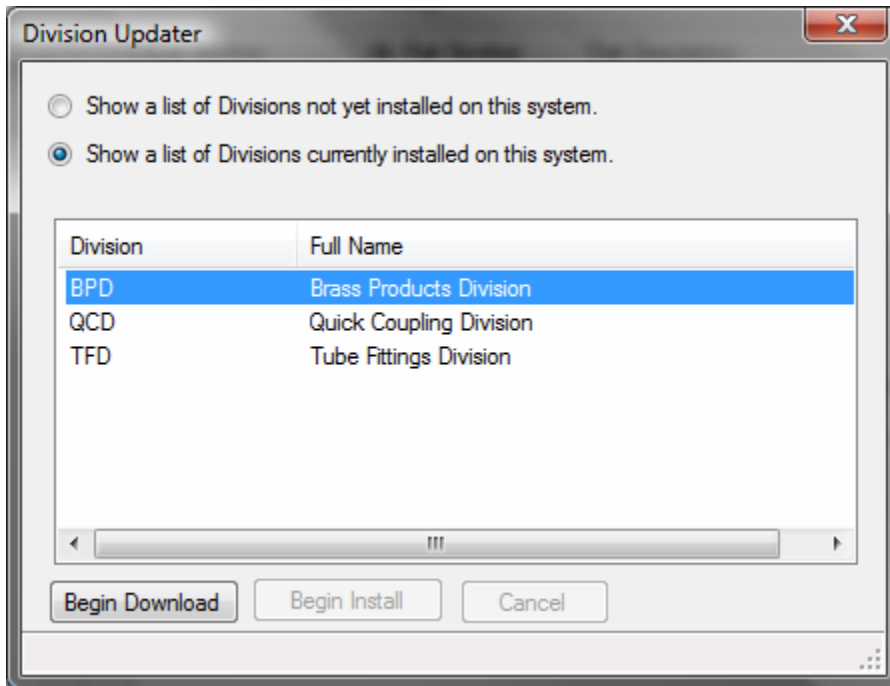 Division Updater
Show a list of Divisions not yet installed on this system.
Show a list of Divisions currently installed on this system.
Division Full Name
BPD Brass Products Division
QCD Quick Coupling Division
TFD Tube Fittings Division
Begin Download Begin Install Cancel